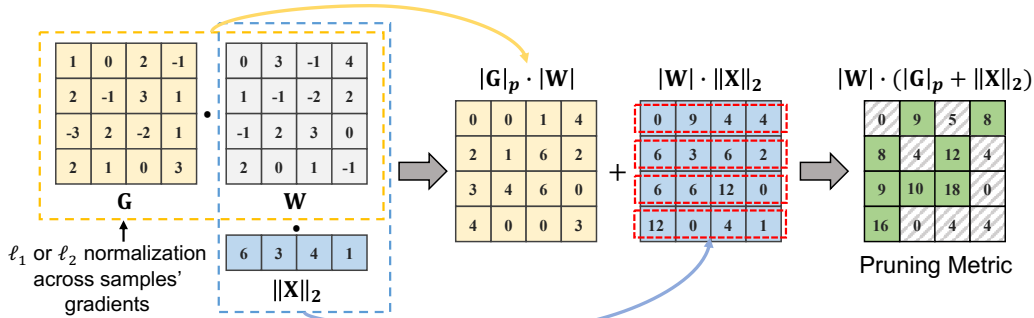 1 0 2 -1
2 -1 3 1
-3 2 -2 1
2 1 0 3
G
ℓ₁ or ℓ₂ normalization
across samples'
gradients
·
0 3 -1 4
1 -1 -2 2
-1 2 3 0
2 0 1 -1
W
·
6 3 4 1
‖X‖₂
|G|ₚ · |W|
0 0 1 4
2 1 6 2
3 4 6 0
4 0 0 3
+
|W| · ‖X‖₂
0 9 4 4
6 3 6 2
6 6 12 0
12 0 4 1
|W| · (|G|ₚ + ‖X‖₂)
0 9 5 8
8 4 12 4
9 10 18 0
16 0 4 4
Pruning Metric